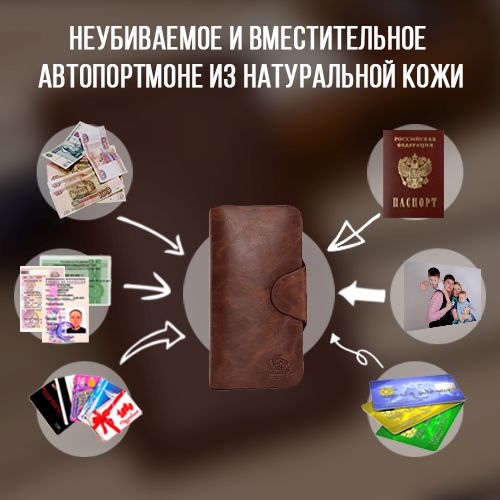 НЕУБИВАЕМОЕ И ВМЕСТИТЕЛЬНОЕ
АВТОПОРТМОНЕ ИЗ НАТУРАЛЬНОЙ КОЖИ
РОССИЙСКАЯ
ФЕДЕРАЦИЯ
ПАСПОРТ